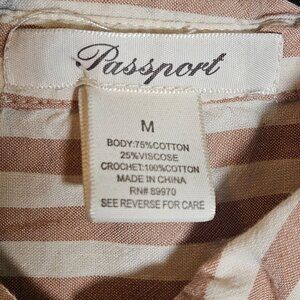 Passport
M
BODY:75%COTTON
25%VISCOSE
CROCHET:100%COTTON
MADE IN CHINA
RN# 89970
SEE REVERSE FOR CARE